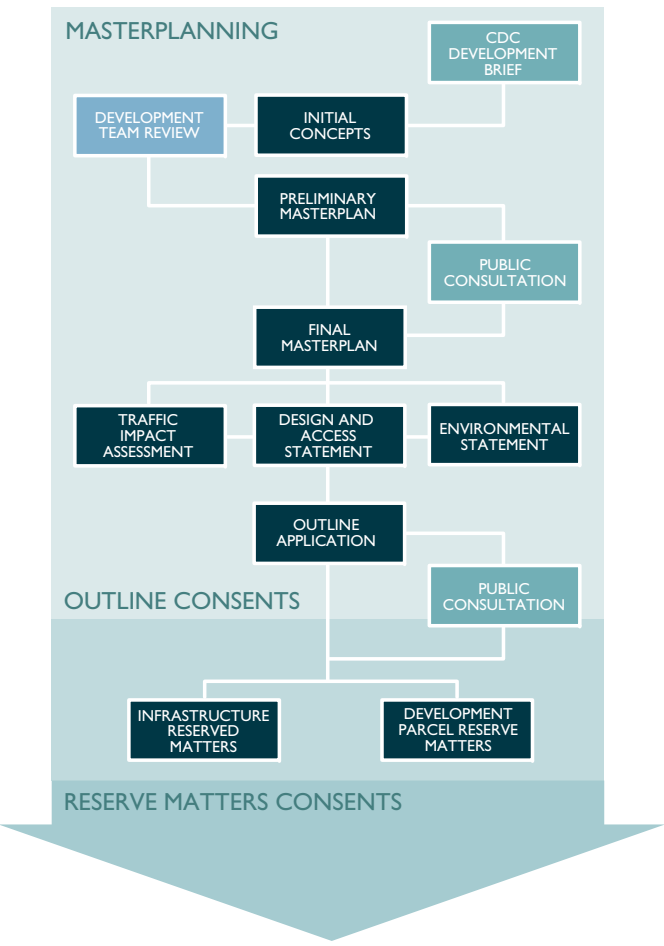 MASTERPLANNING
CDC
DEVELOPMENT
BRIEF
DEVELOPMENT
TEAM REVIEW
INITIAL
CONCEPTS
PRELIMINARY
MASTERPLAN
PUBLIC
CONSULTATION
FINAL
MASTERPLAN
TRAFFIC
IMPACT
ASSESSMENT
DESIGN AND
ACCESS
STATEMENT
ENVIRONMENTAL
STATEMENT
OUTLINE
APPLICATION
PUBLIC
CONSULTATION
OUTLINE CONSENTS
INFRASTRUCTURE
RESERVED
MATTERS
DEVELOPMENT
PARCEL RESERVE
MATTERS
RESERVE MATTERS CONSENTS